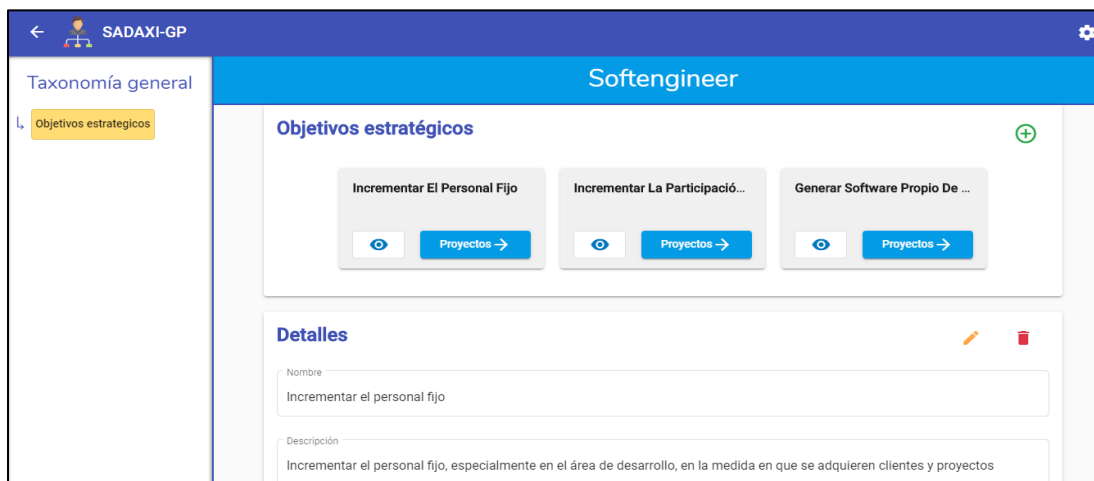 SADAXI-GP
Taxonomía general
Objetivos estrategicos
Softengineer
Objetivos estratégicos
Incrementar El Personal Fijo
Proyectos
Incrementar La Participació...
Proyectos
Generar Software Propio De ...
Proyectos
Detalles
Nombre
Incrementar el personal fijo
Descripción
Incrementar el personal fijo, especialmente en el área de desarrollo, en la medida en que se adquieren clientes y proyectos